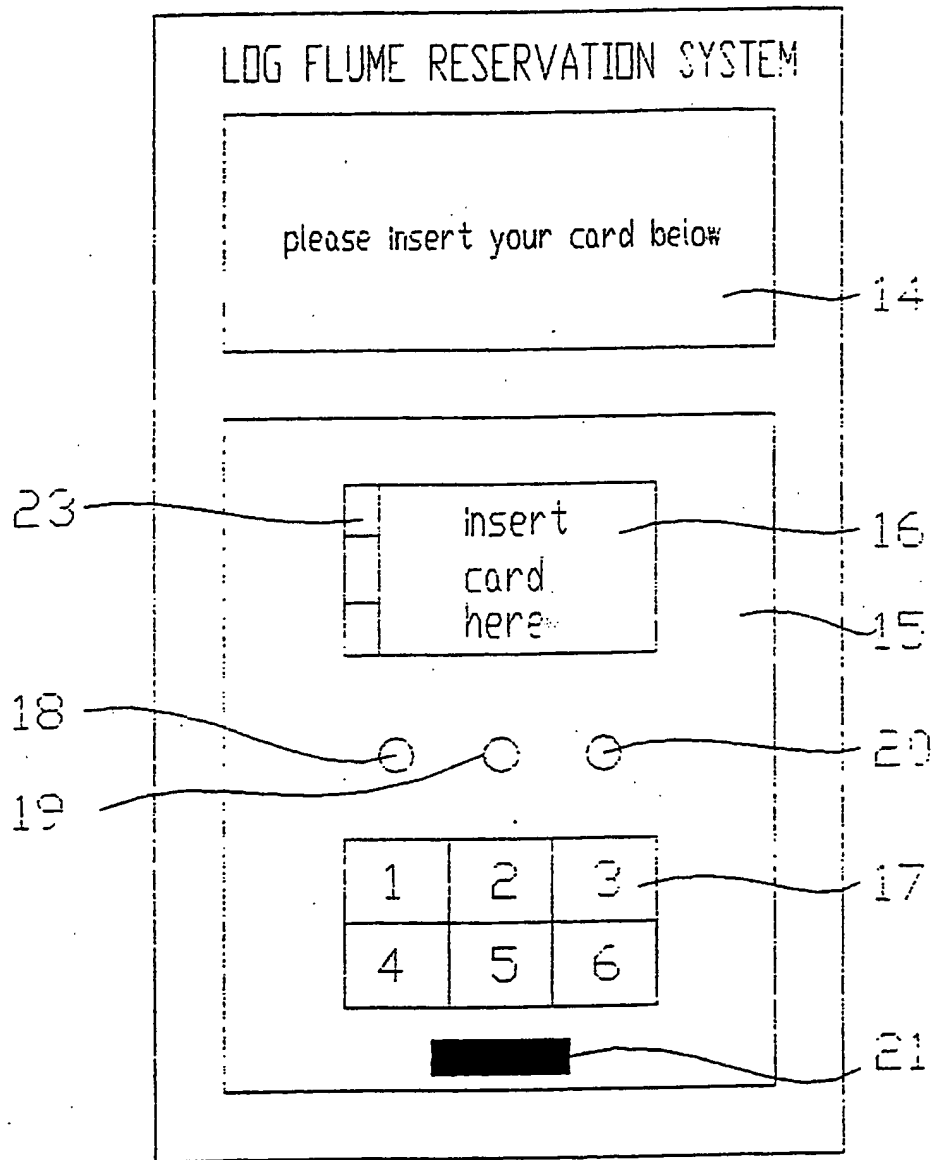 LOG FLUME RESERVATION SYSTEM
please insert your card below
14
23
insert
card
here
16
15
18
19
20
1 2 3
17
4 5 6
21